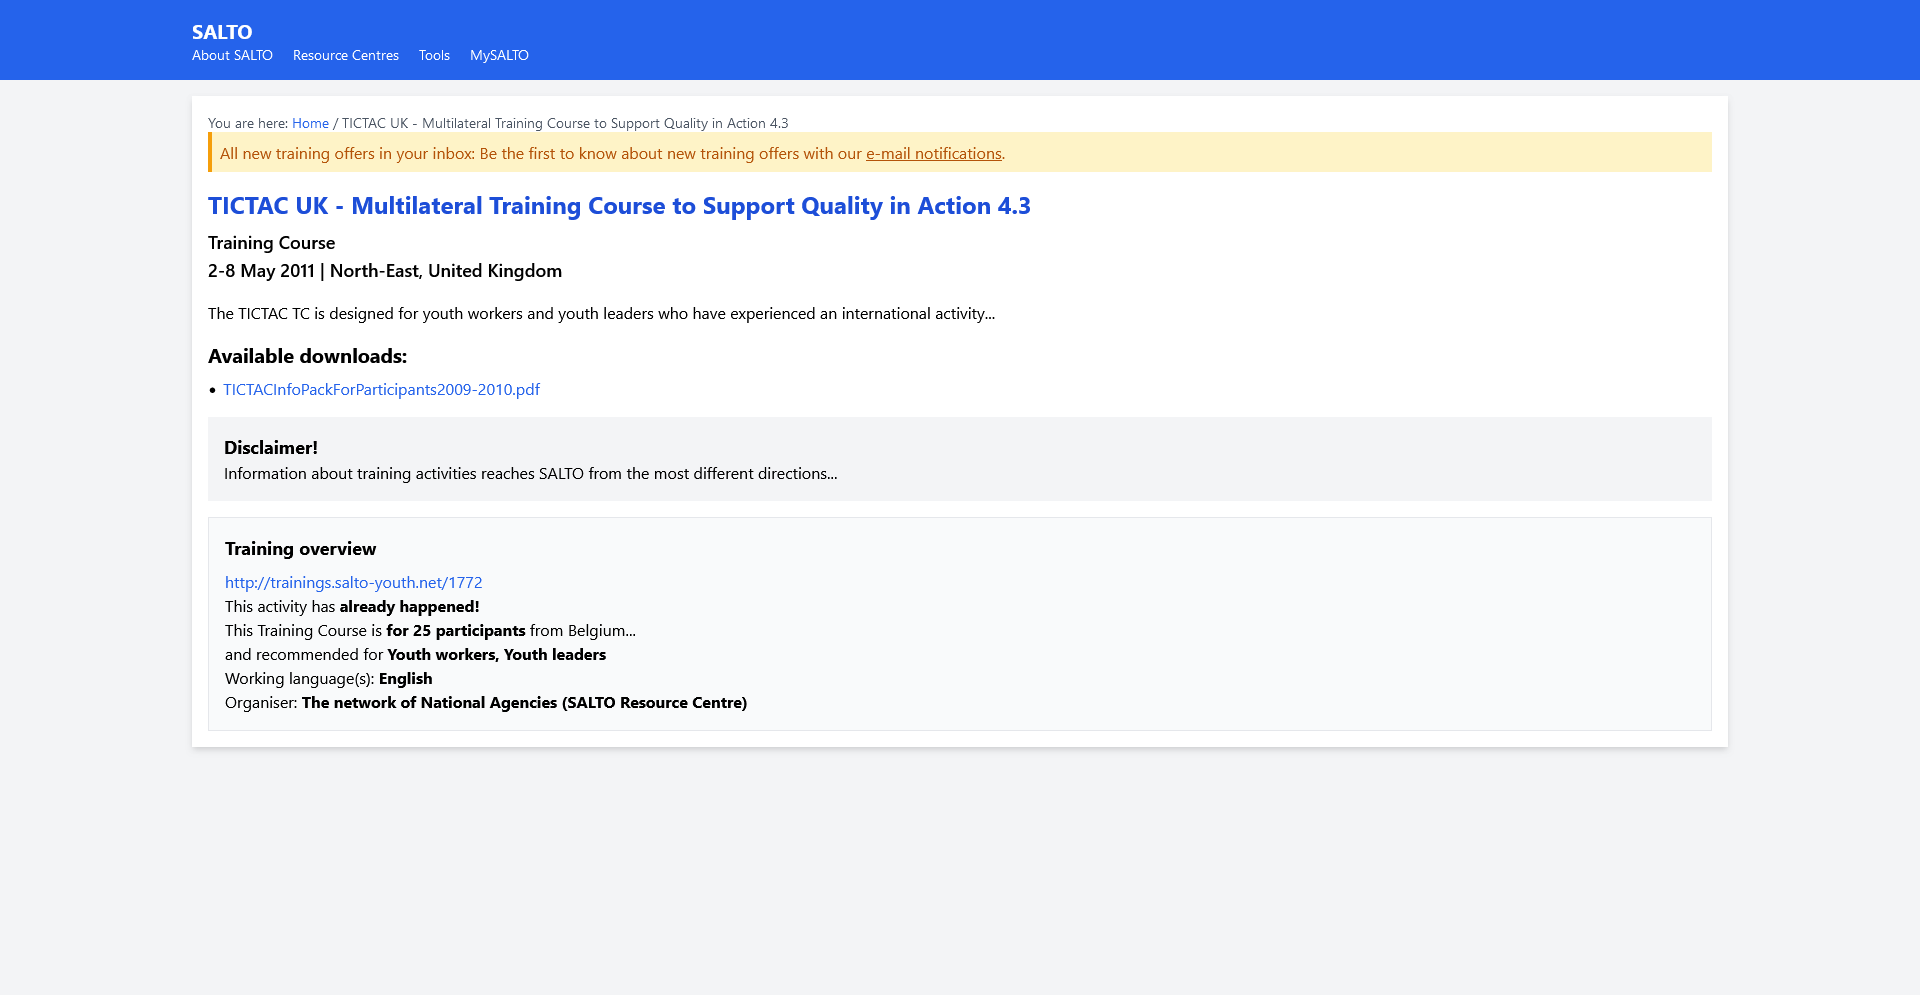 SALTO
About SALTO Resource Centres Tools MySALTO
You are here: Home / TICTAC UK - Multilateral Training Course to Support Quality in Action 4.3
All new training offers in your inbox: Be the first to know about new training offers with our e-mail notifications.
TICTAC UK - Multilateral Training Course to Support Quality in Action 4.3
Training Course
2-8 May 2011 | North-East, United Kingdom
The TICTAC TC is designed for youth workers and youth leaders who have experienced an international activity...
Available downloads:
• TICTACInfoPackForParticipants2009-2010.pdf
Disclaimer!
Information about training activities reaches SALTO from the most different directions...
Training overview
http://trainings.salto-youth.net/1772
This activity has already happened!
This Training Course is for 25 participants from Belgium...
and recommended for Youth workers, Youth leaders
Working language(s): English
Organiser: The network of National Agencies (SALTO Resource Centre)